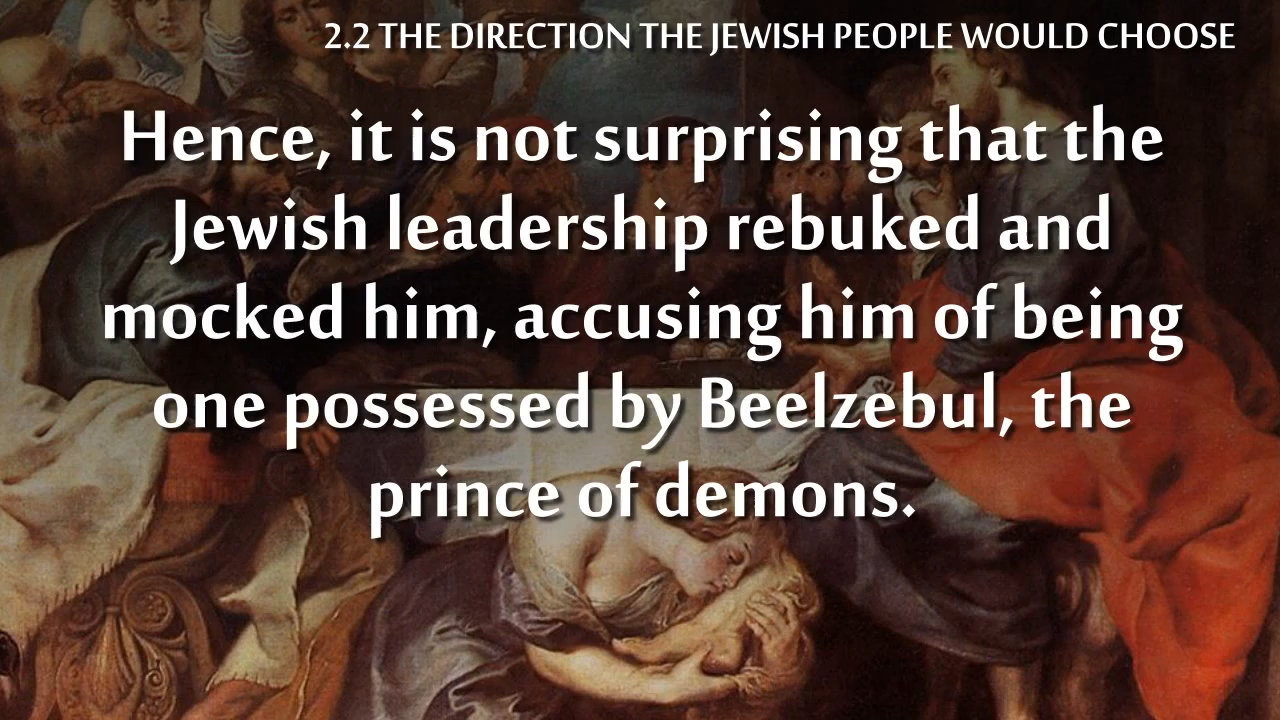 2.2 THE DIRECTION THE JEWISH PEOPLE WOULD CHOOSE
Hence, it is not surprising that the
Jewish leadership rebuked and
mocked him, accusing him of being
one possessed by Beelzebul, the
prince of demons.